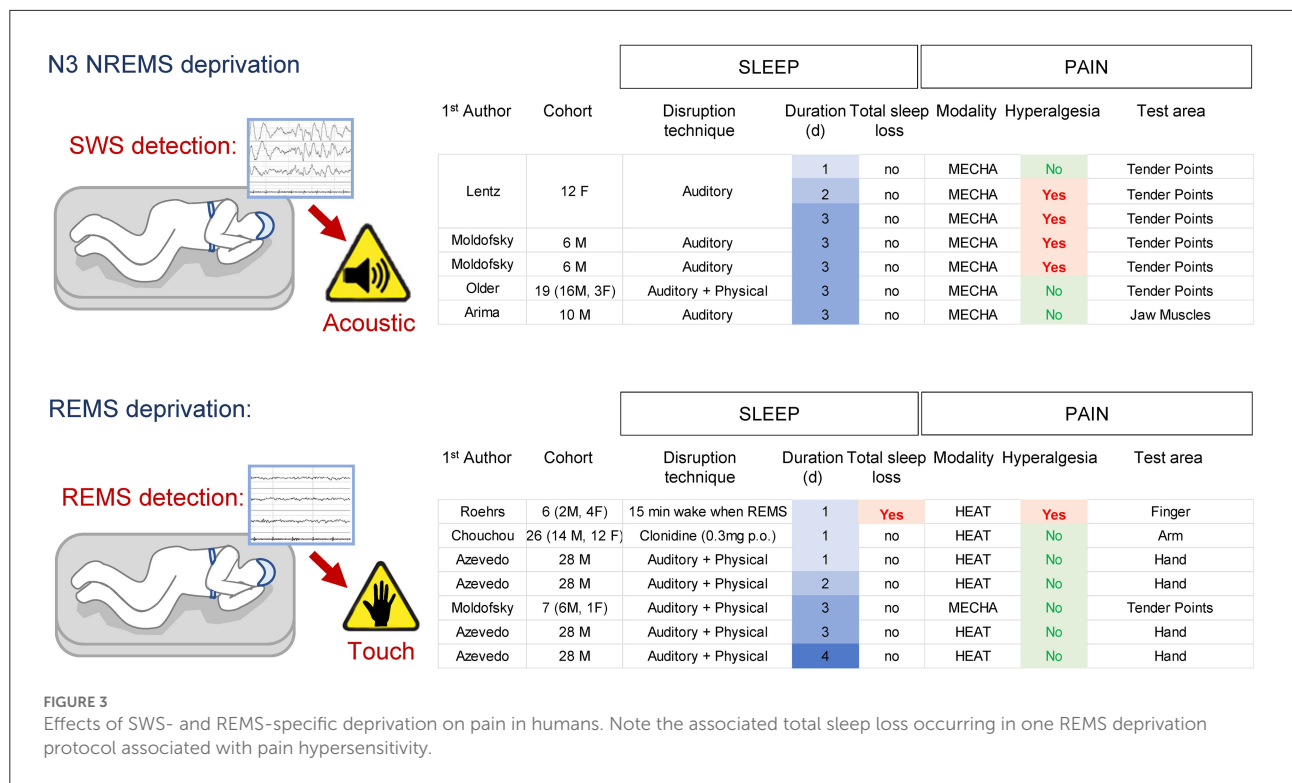 N3 NREMS deprivation
SLEEP PAIN
1st Author Cohort Disruption technique Duration (d) Total sleep loss Modality Hyperalgesia Test area
SWS detection:
Acoustic
Lentz 12 F Auditory 1 no MECHA No Tender Points
2 no MECHA Yes Tender Points
3 no MECHA Yes Tender Points
Moldofsky 6 M Auditory 3 no MECHA Yes Tender Points
Moldofsky 6 M Auditory 3 no MECHA Yes Tender Points
Older 19 (16M, 3F) Auditory + Physical 3 no MECHA No Tender Points
Arima 10 M Auditory 3 no MECHA No Jaw Muscles
REMS deprivation:
SLEEP PAIN
1st Author Cohort Disruption technique Duration (d) Total sleep loss Modality Hyperalgesia Test area
REMS detection:
Touch
Roehrs 6 (2M, 4F) 15 min wake when REMS 1 Yes HEAT Yes Finger
Chouchou 26 (14 M, 12 F) Clonidine (0.3mg p.o.) 1 no HEAT No Arm
Azevedo 28 M Auditory + Physical 1 no HEAT No Hand
Azevedo 28 M Auditory + Physical 2 no HEAT No Hand
Moldofsky 7 (6M, 1F) Auditory + Physical 3 no MECHA No Tender Points
Azevedo 28 M Auditory + Physical 3 no HEAT No Hand
Azevedo 28 M Auditory + Physical 4 no HEAT No Hand
FIGURE 3
Effects of SWS- and REMS-specific deprivation on pain in humans. Note the associated total sleep loss occurring in one REMS deprivation
protocol associated with pain hypersensitivity.